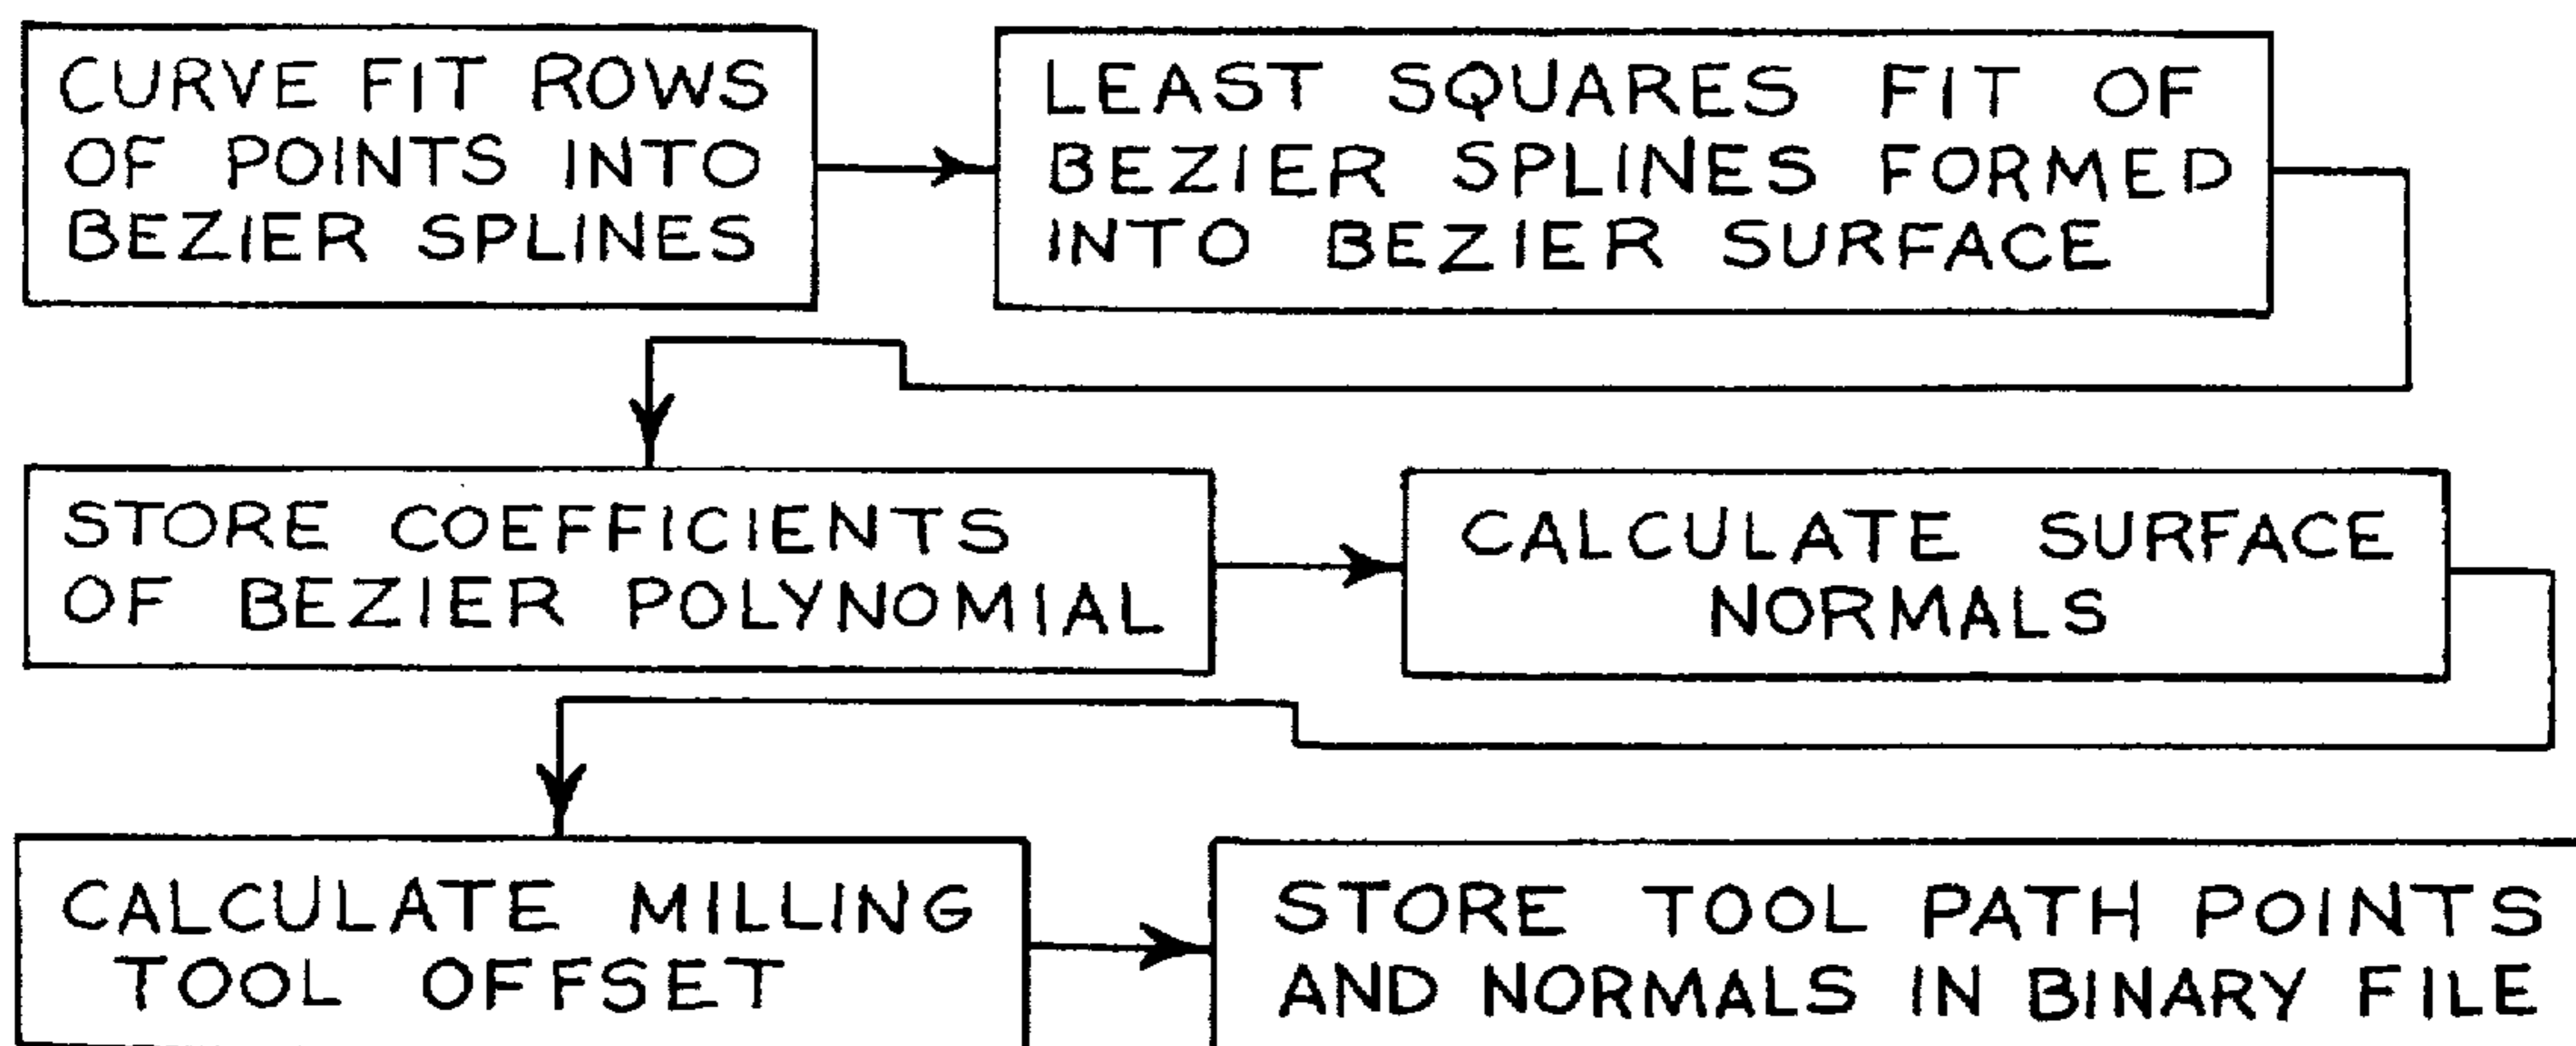 CURVE FIT ROWS
OF POINTS INTO
BEZIER SPLINES
LEAST SQUARES FIT OF
BEZIER SPLINES FORMED
INTO BEZIER SURFACE
STORE COEFFICIENTS
OF BEZIER POLYNOMIAL
CALCULATE SURFACE
NORMALS
CALCULATE MILLING
TOOL OFFSET
STORE TOOL PATH POINTS
AND NORMALS IN BINARY FILE